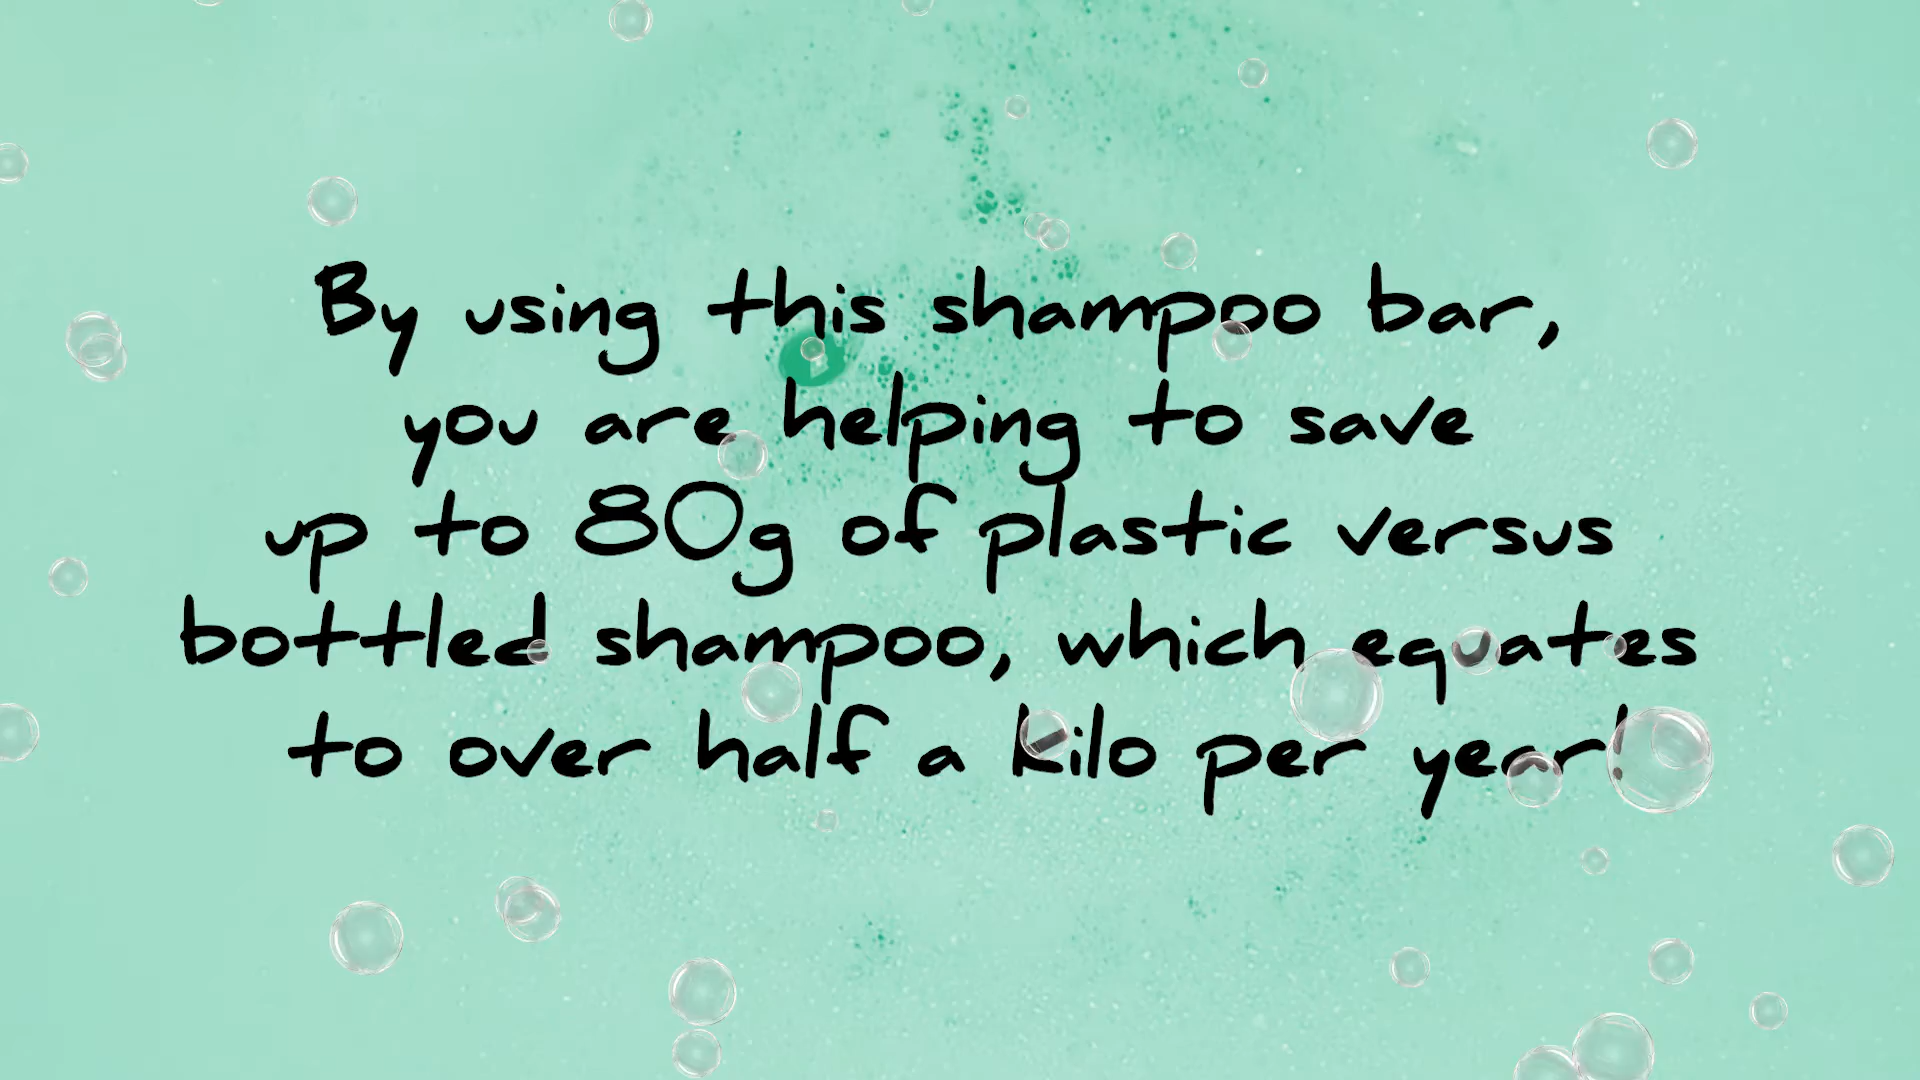 By using this shampoo bar,
you are helping to save
up to 80g of plastic versus
bottled shampoo, which equates
to over half a kilo per year!